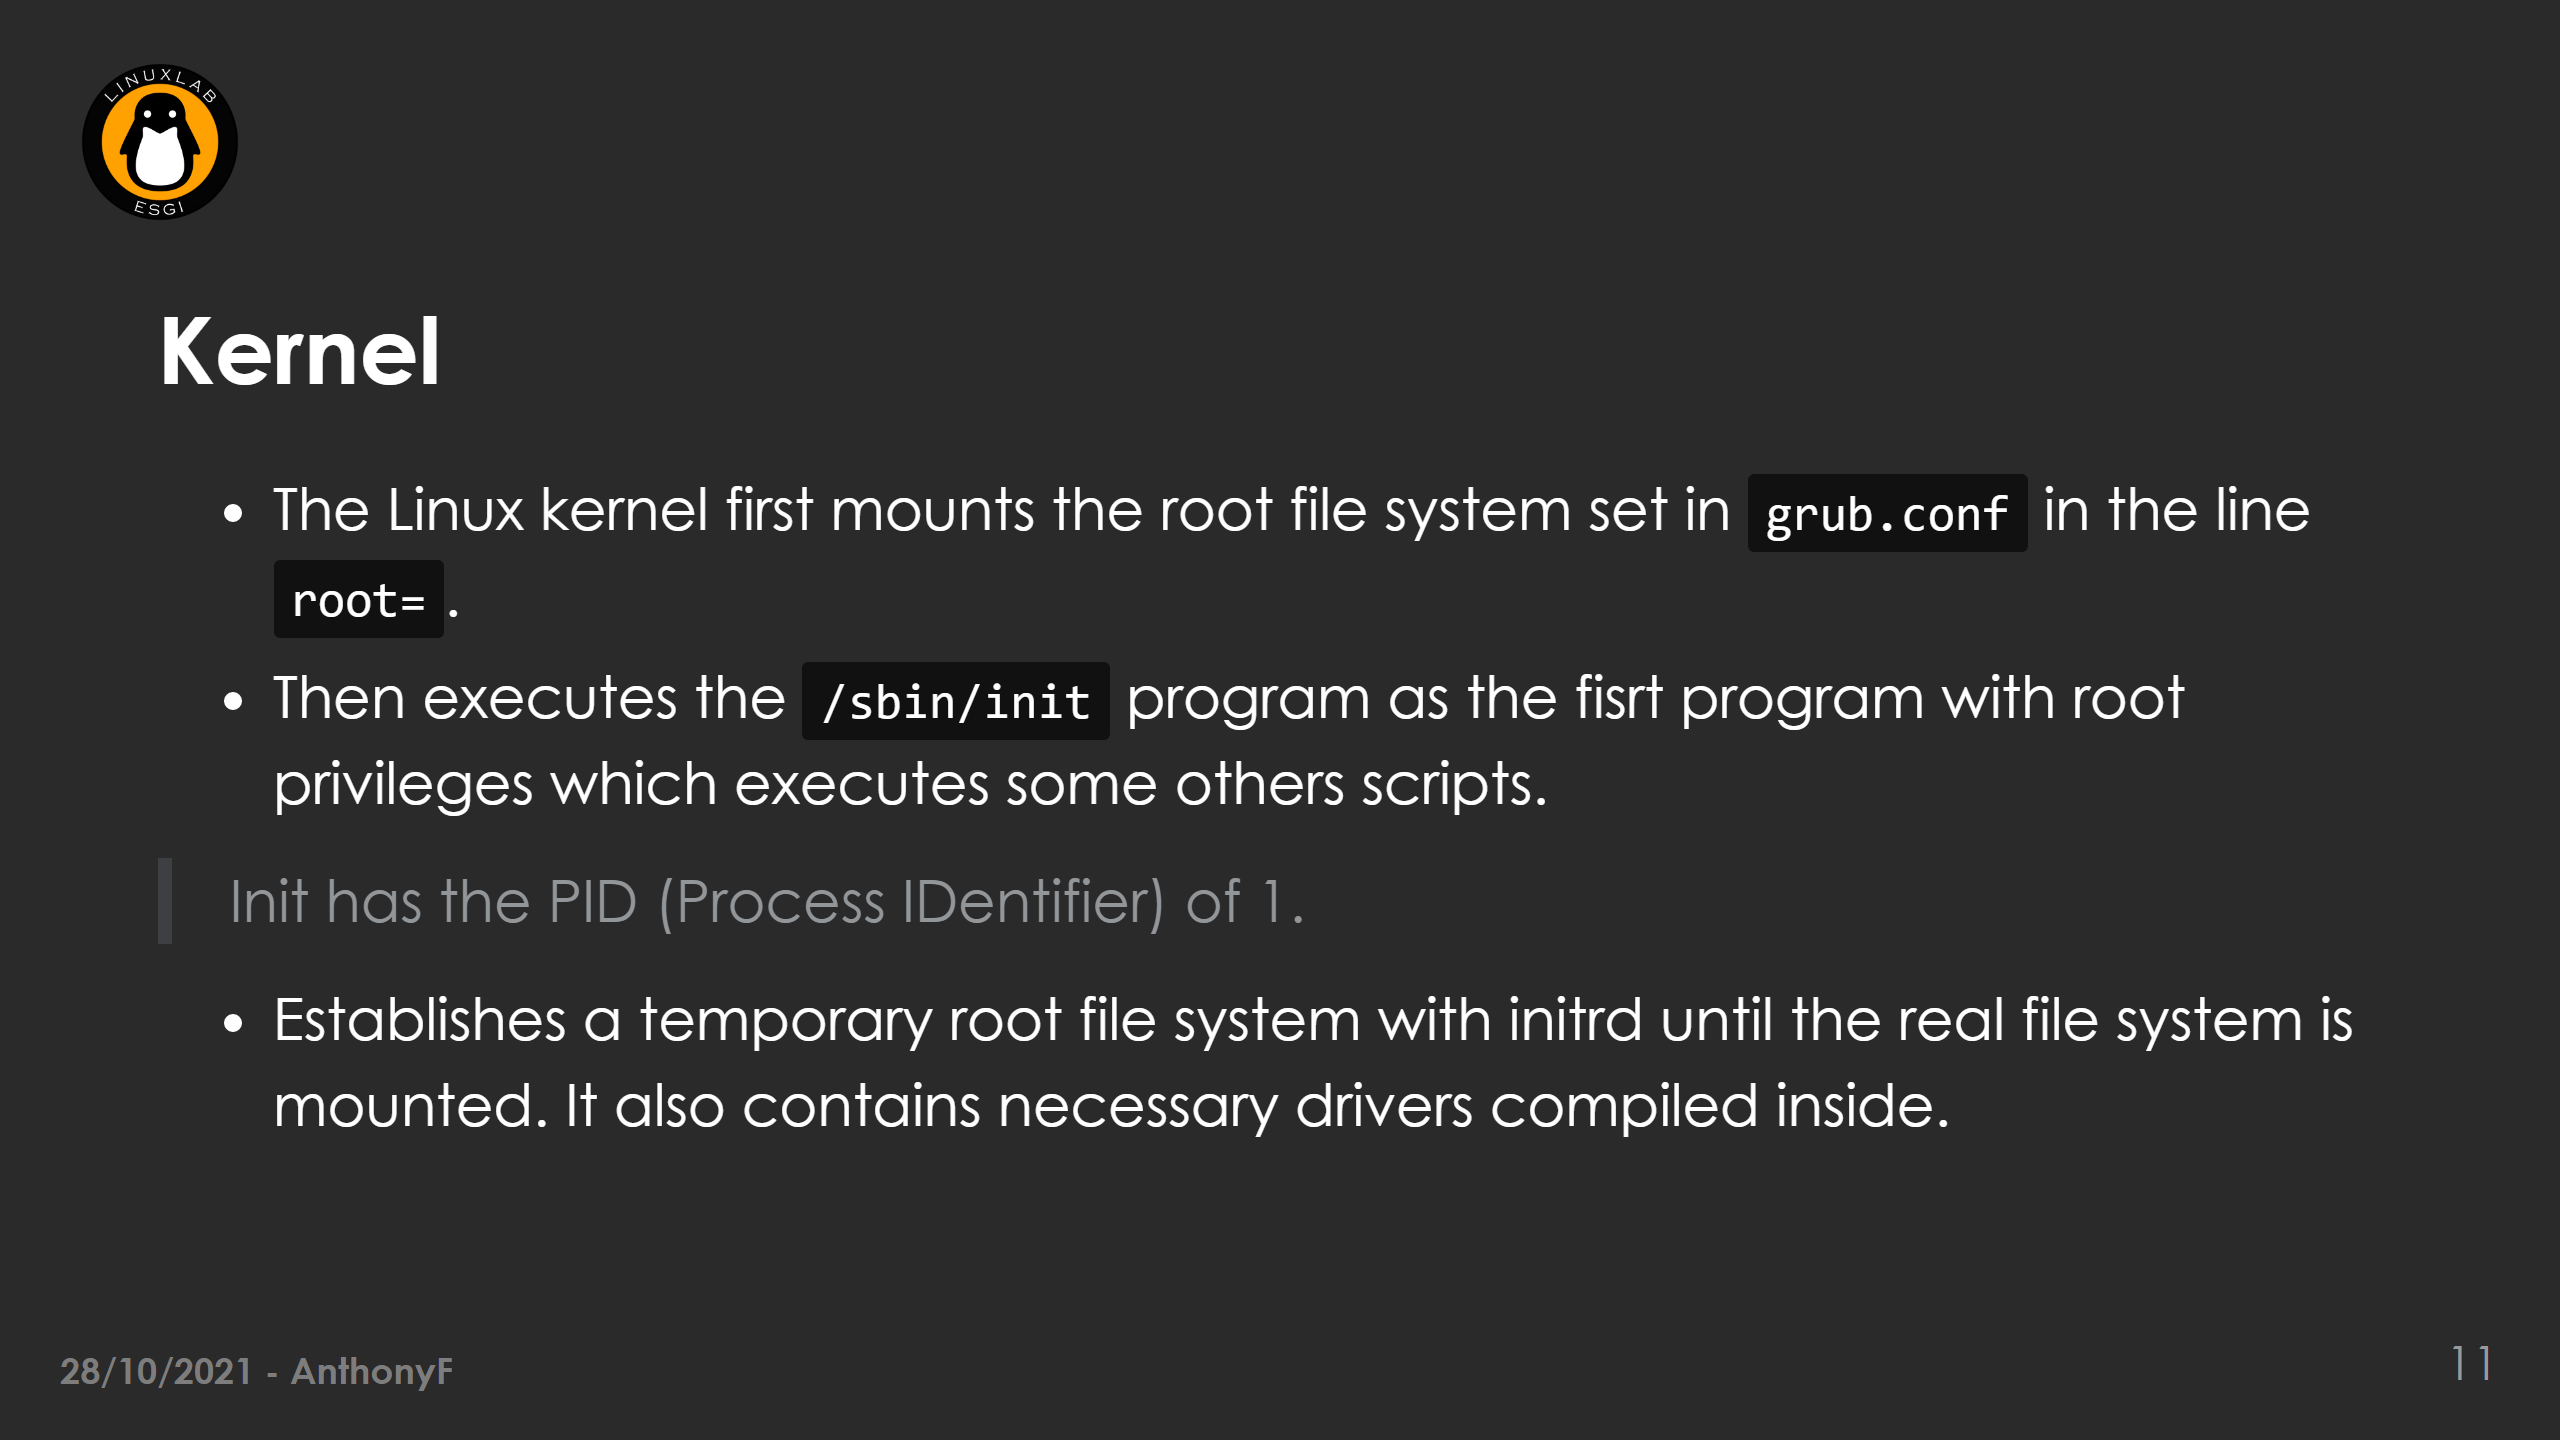 LINUXLAB
ESGI
Kernel
• The Linux kernel first mounts the root file system set in grub.conf in the line
root= .
• Then executes the /sbin/init program as the fisrt program with root
privileges which executes some others scripts.
Init has the PID (Process IDentifier) of 1.
• Establishes a temporary root file system with initrd until the real file system is
mounted. It also contains necessary drivers compiled inside.
28/10/2021 - AnthonyF
11